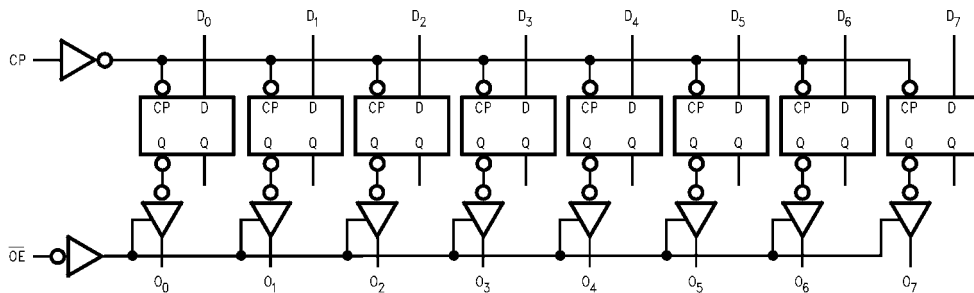 D0 D1 D2 D3 D4 D5 D6 D7
CP
CP D CP D CP D CP D CP D CP D CP D CP D
Q Q Q Q Q Q Q Q Q Q Q Q Q Q Q Q
O̅E̅
O0 O1 O2 O3 O4 O5 O6 O7